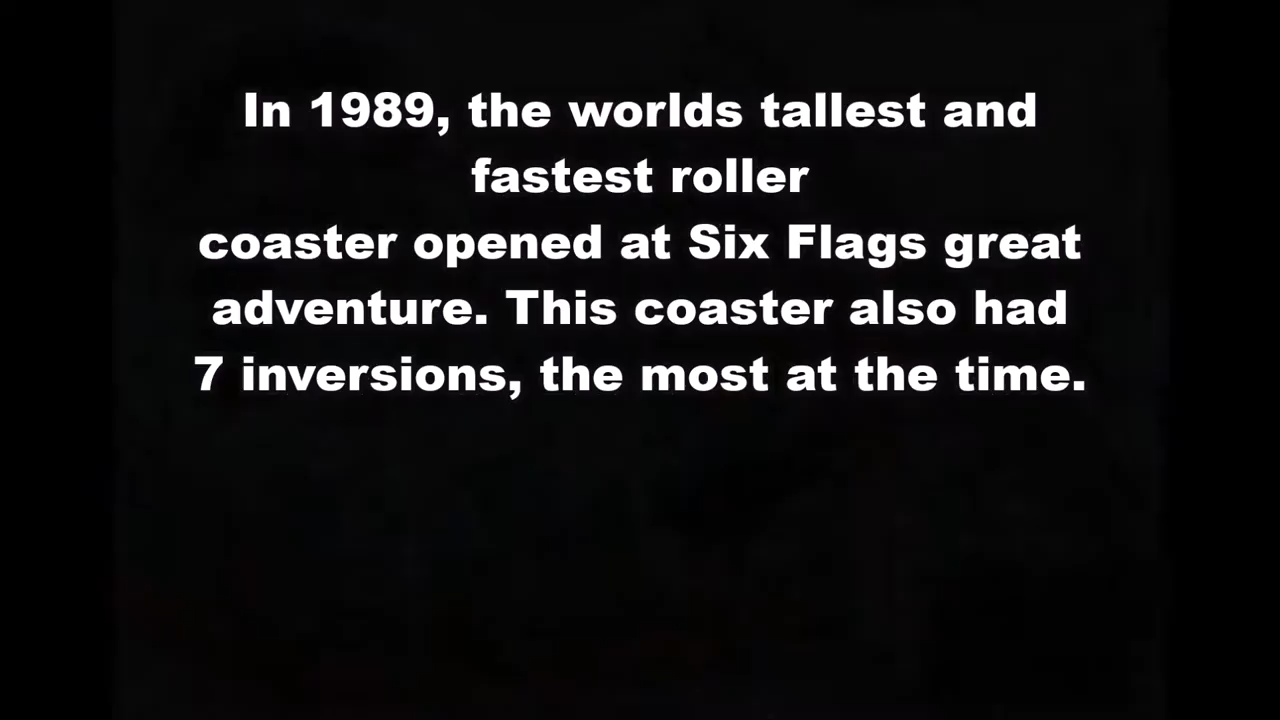 In 1989, the worlds tallest and
fastest roller
coaster opened at Six Flags great
adventure. This coaster also had
7 inversions, the most at the time.